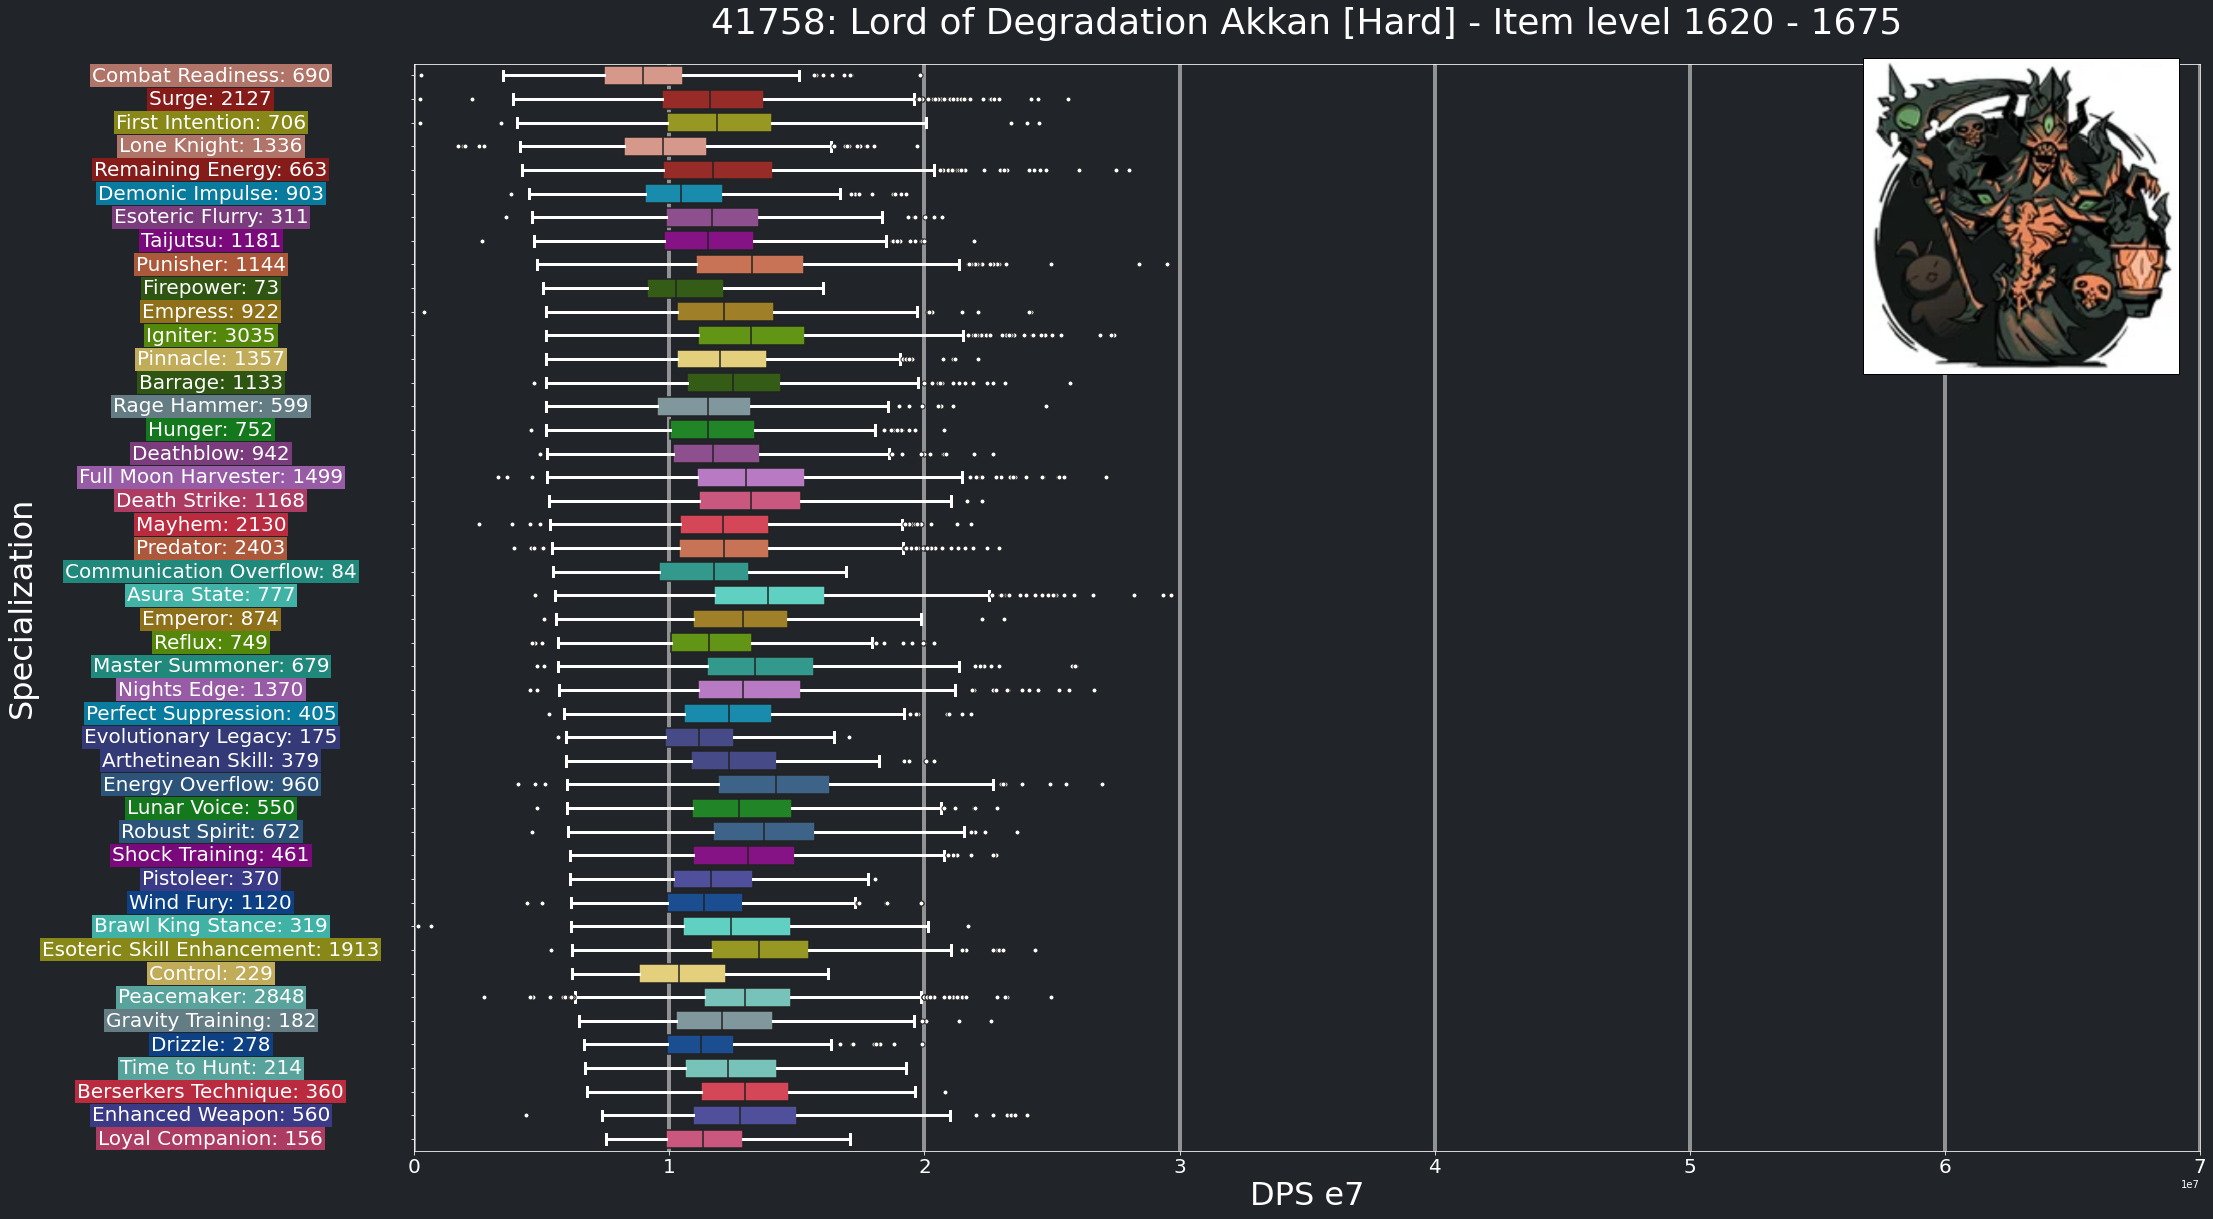 41758: Lord of Degradation Akkan [Hard] - Item level 1620 - 1675
Specialization
Combat Readiness: 690
Surge: 2127
First Intention: 706
Lone Knight: 1336
Remaining Energy: 663
Demonic Impulse: 903
Esoteric Flurry: 311
Taijutsu: 1181
Punisher: 1144
Firepower: 73
Empress: 922
Igniter: 3035
Pinnacle: 1357
Barrage: 1133
Rage Hammer: 599
Hunger: 752
Deathblow: 942
Full Moon Harvester: 1499
Death Strike: 1168
Mayhem: 2130
Predator: 2403
Communication Overflow: 84
Asura State: 777
Emperor: 874
Reflux: 749
Master Summoner: 679
Nights Edge: 1370
Perfect Suppression: 405
Evolutionary Legacy: 175
Arthetinean Skill: 379
Energy Overflow: 960
Lunar Voice: 550
Robust Spirit: 672
Shock Training: 461
Pistoleer: 370
Wind Fury: 1120
Brawl King Stance: 319
Esoteric Skill Enhancement: 1913
Control: 229
Peacemaker: 2848
Gravity Training: 182
Drizzle: 278
Time to Hunt: 214
Berserkers Technique: 360
Enhanced Weapon: 560
Loyal Companion: 156
0 1 2 3 4 5 6 7
1e7
DPS e7